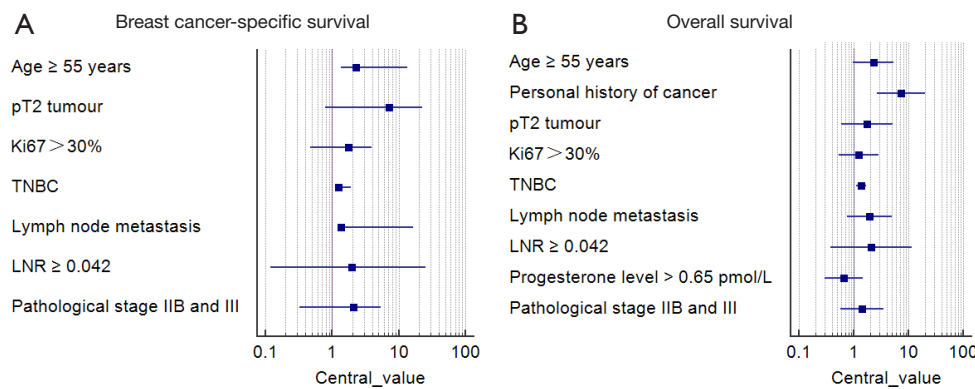 A
Breast cancer-specific survival
Age ≥ 55 years
pT2 tumour
Ki67＞30%
TNBC
Lymph node metastasis
LNR ≥ 0.042
Pathological stage IIB and III
0.1 1 10 100
Central_value
B
Overall survival
Age ≥ 55 years
Personal history of cancer
pT2 tumour
Ki67＞30%
TNBC
Lymph node metastasis
LNR ≥ 0.042
Progesterone level > 0.65 pmol/L
Pathological stage IIB and III
0.1 1 10 100
Central_value